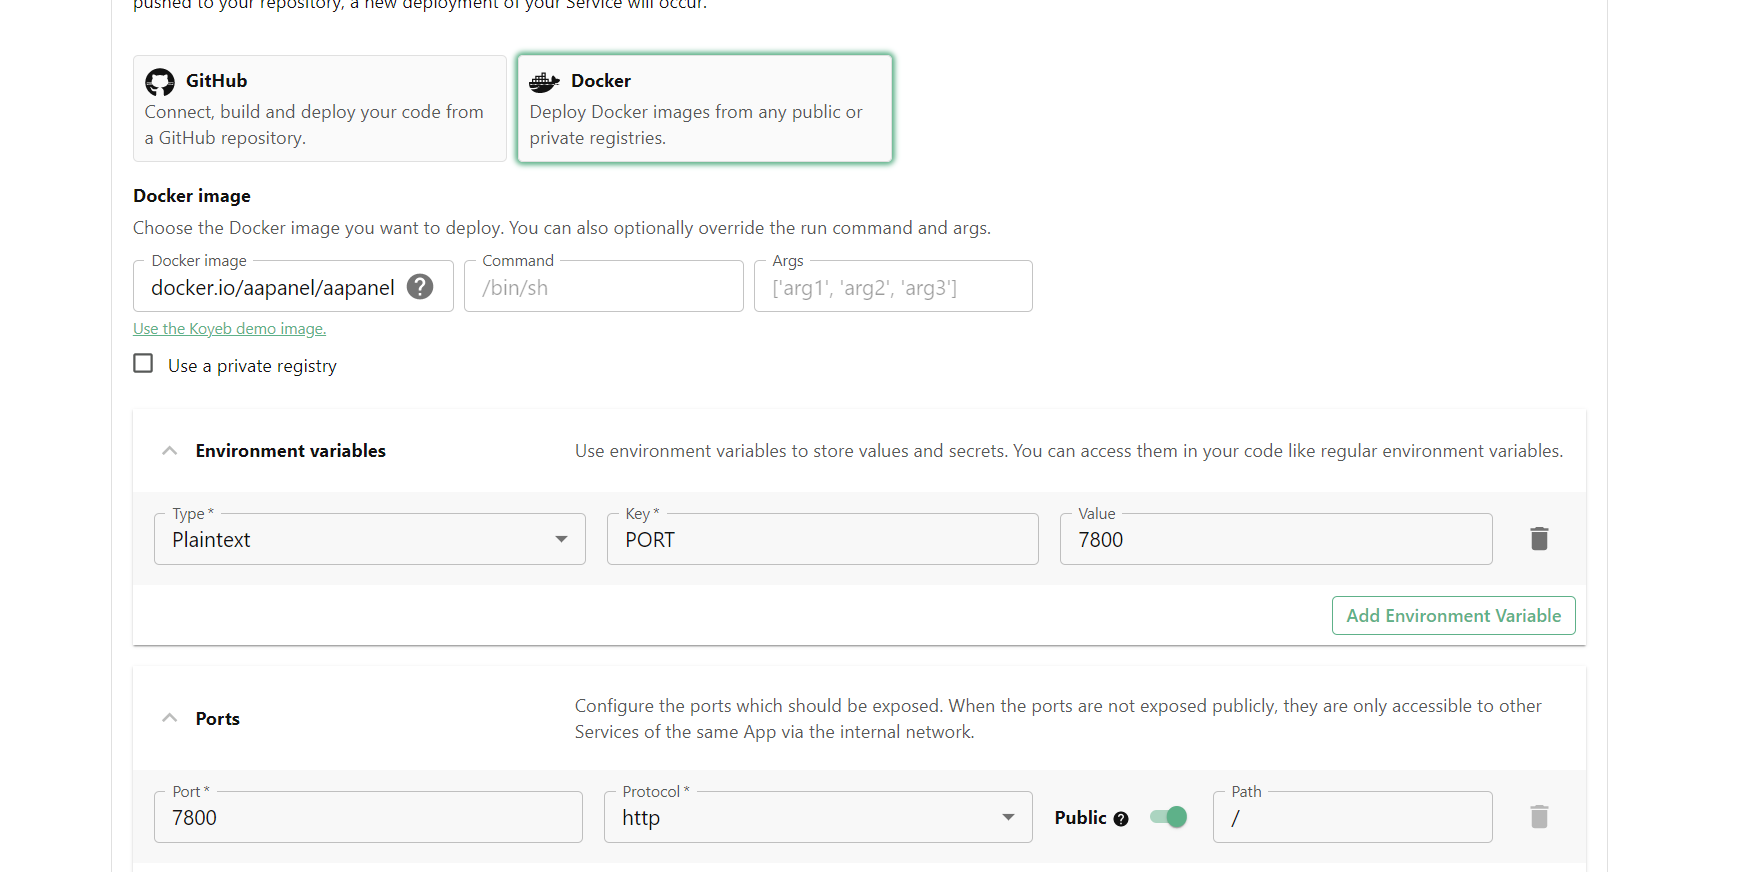 pushed to your repository, a new deployment of your Service will occur.
GitHub
Connect, build and deploy your code from
a GitHub repository.
Docker
Deploy Docker images from any public or
private registries.
Docker image
Choose the Docker image you want to deploy. You can also optionally override the run command and args.
Docker image
docker.io/aapanel/aapanel ?
Command
/bin/sh
Args
['arg1', 'arg2', 'arg3']
Use the Koyeb demo image.
Use a private registry
Environment variables
Use environment variables to store values and secrets. You can access them in your code like regular environment variables.
Type *
Plaintext
Key *
PORT
Value
7800
Add Environment Variable
Ports
Configure the ports which should be exposed. When the ports are not exposed publicly, they are only accessible to other
Services of the same App via the internal network.
Port *
7800
Protocol *
http
Public ?
Path
/